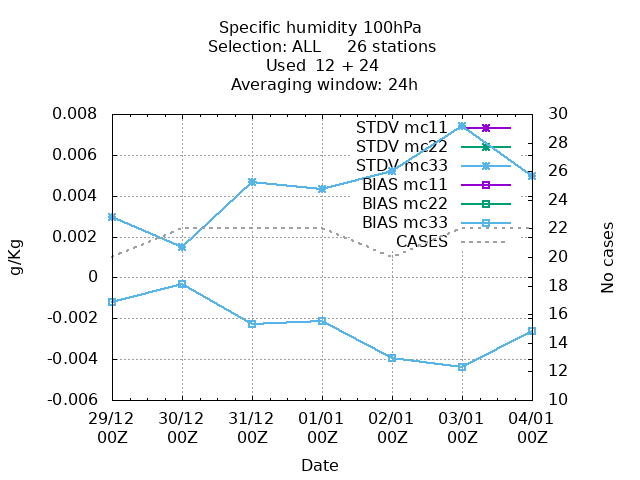 Specific humidity 100hPa
Selection: ALL     26 stations
Used  12 + 24
Averaging window: 24h
0.008
0.006
0.004
0.002
0
-0.002
-0.004
-0.006
g/Kg
STDV mc11
STDV mc22
STDV mc33
BIAS mc11
BIAS mc22
BIAS mc33
CASES
30
28
26
24
22
20
18
16
14
12
10
No cases
29/12 30/12 31/12 01/01 02/01 03/01 04/01
00Z 00Z 00Z 00Z 00Z 00Z 00Z
Date